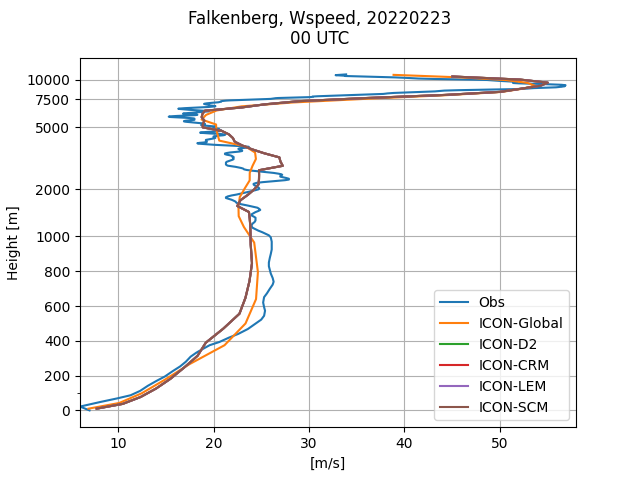 Falkenberg, Wspeed, 20220223
00 UTC
10000
7500
5000
2000
1000
800
600
400
200
0
Height [m]
10
20
30
40
50
[m/s]
Obs
ICON-Global
ICON-D2
ICON-CRM
ICON-LEM
ICON-SCM